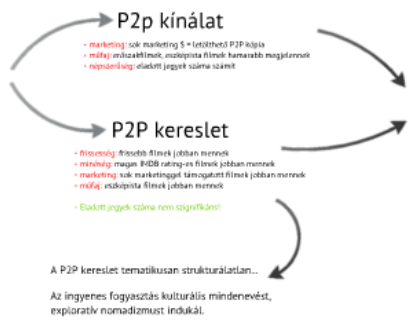 P2p kínálat
- marketing: sok marketing $ = letölthető P2P kópia
- műfaj: erőszakfilmek, eszképista filmek hamarabb megjelennek
- népszerűség: eladott jegyek száma számít
P2P kereslet
- frissesség: frissebb filmek jobban mennek
- minőség: magas IMDB rating-es filmek jobban mennek
- marketing: sok marketinggel támogatott filmek jobban mennek
- műfaj: eszképista filmek jobban mennek
- Eladott jegyek száma nem szignifikáns!
A P2P kereslet tematikusan strukturálatlan...
Az ingyenes fogyasztás kulturális mindenevést,
exploratív nomadizmust indukál.